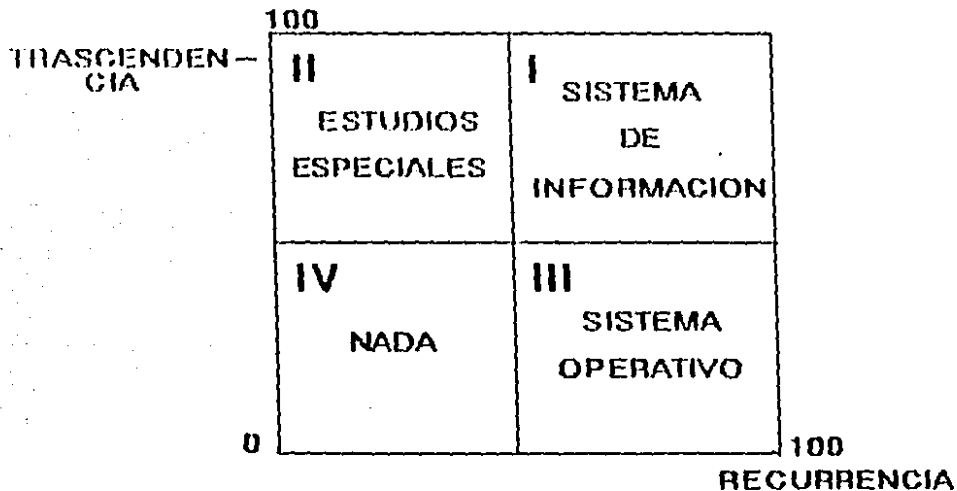 100
TRASCENDEN-
CIA
II
ESTUDIOS
ESPECIALES
I
SISTEMA
DE
INFORMACION
IV
NADA
III
SISTEMA
OPERATIVO
0
100
RECURRENCIA